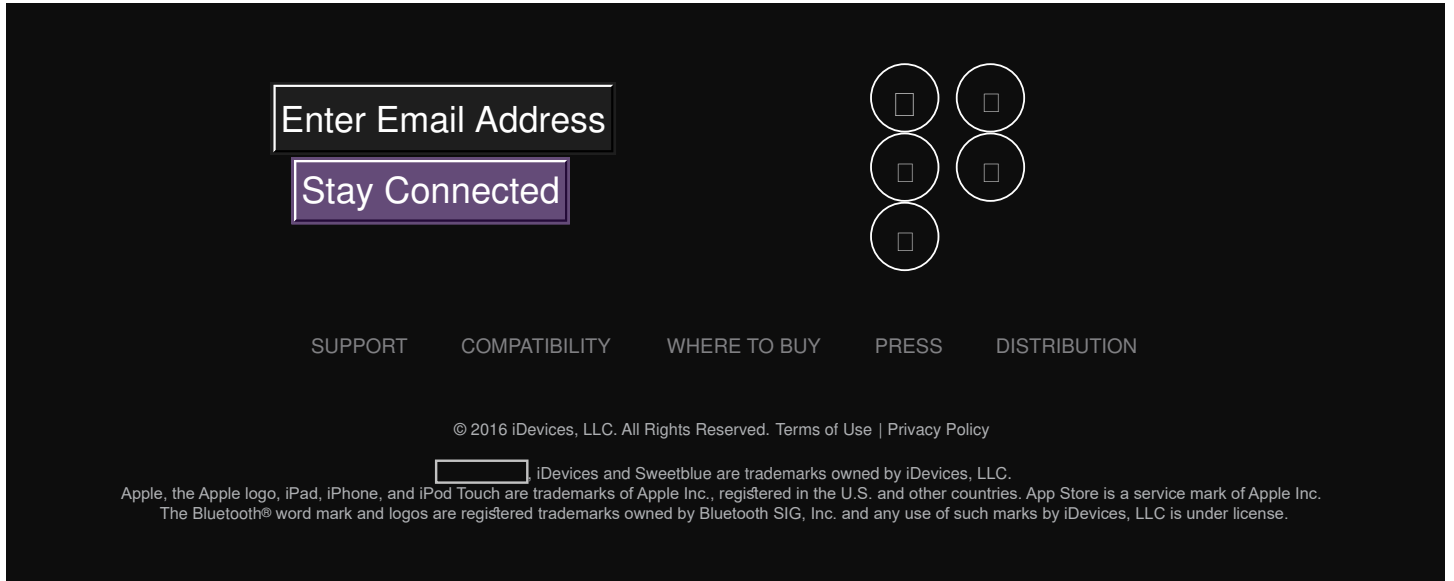 Enter Email Address
Stay Connected
SUPPORT COMPATIBILITY WHERE TO BUY PRESS DISTRIBUTION
© 2016 iDevices, LLC. All Rights Reserved. Terms of Use | Privacy Policy
, iDevices and Sweetblue are trademarks owned by iDevices, LLC.
Apple, the Apple logo, iPad, iPhone, and iPod Touch are trademarks of Apple Inc., registered in the U.S. and other countries. App Store is a service mark of Apple Inc.
The Bluetooth® word mark and logos are registered trademarks owned by Bluetooth SIG, Inc. and any use of such marks by iDevices, LLC is under license.